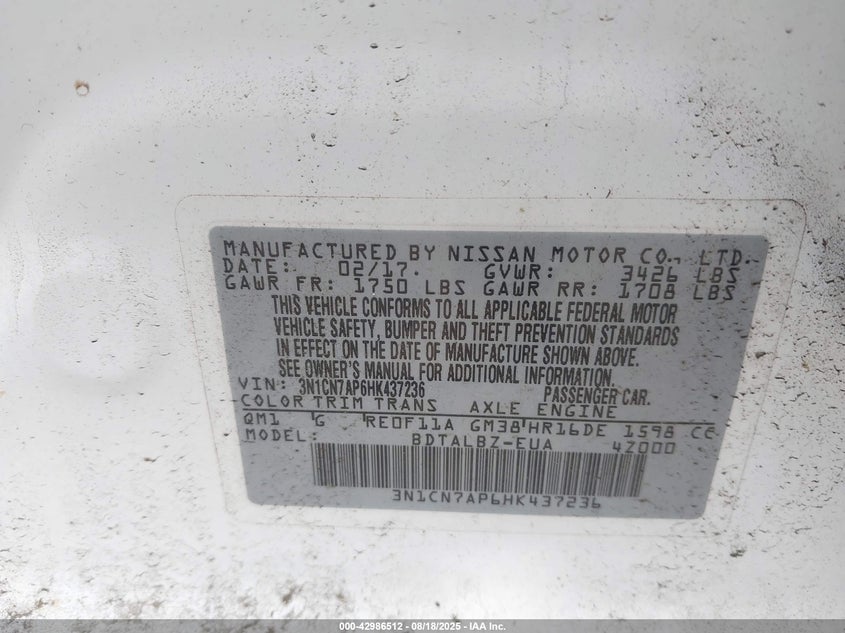 MANUFACTURED BY NISSAN MOTOR CO., LTD.
DATE: 02/17. GVWR: 3426 LBS
GAWR FR: 1750 LBS GAWR RR: 1708 LBS
THIS VEHICLE CONFORMS TO ALL APPLICABLE FEDERAL MOTOR
VEHICLE SAFETY, BUMPER AND THEFT PREVENTION STANDARDS
IN EFFECT ON THE DATE OF MANUFACTURE SHOWN ABOVE.
SEE OWNER'S MANUAL FOR ADDITIONAL INFORMATION.
VIN: 3N1CN7AP6HK437236 PASSENGER CAR.
COLOR TRIM TRANS AXLE ENGINE
QM1 G RE0F11A GM38 HR16DE 1598 CC
MODEL: BDTALBZ-EUA 4Z000
3N1CN7AP6HK437236
000-42986512 - 08/18/2025 - IAA Inc.